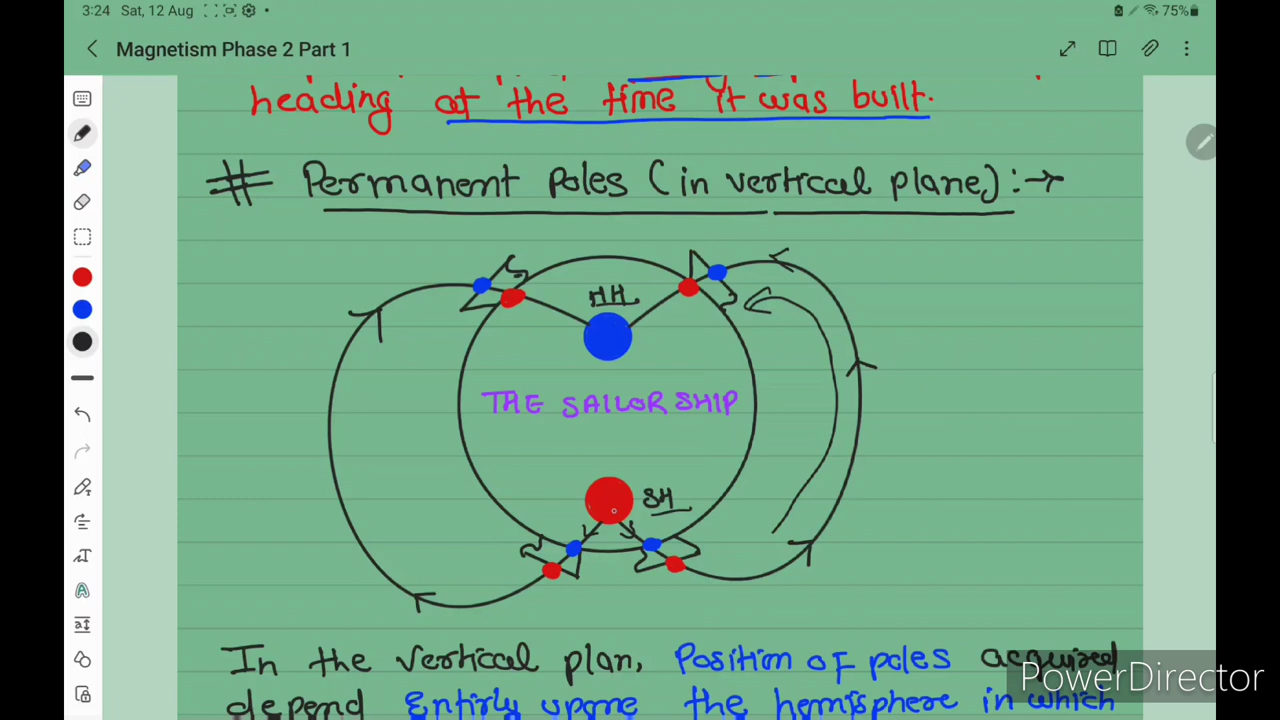 3:24 Sat, 12 Aug
75%
Magnetism Phase 2 Part 1
heading at the time it was built.
# Permanent Poles (in vertical plane) :→
HH
THE SAILOR SHIP
SH
In the vertical plan, Position of poles acquired
depend Entirly upone the hemisphere in which
PowerDirector